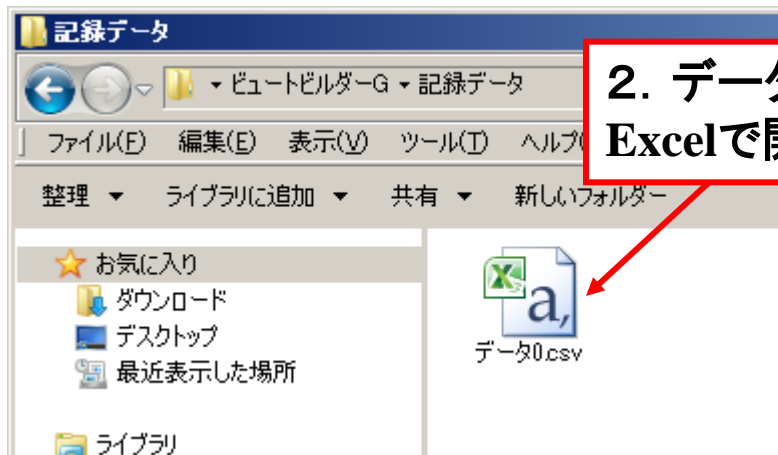 記録データ
▾ ビュートビルダーG ▾ 記録データ
2. データ
Excelで開
ファイル(F) 編集(E) 表示(V) ツール(T) ヘルプ(
整理 ▼ ライブラリに追加 ▼ 共有 ▼ 新しいフォルダー
お気に入り
ダウンロード
デスクトップ
最近表示した場所
ライブラリ
a,
データ0.csv